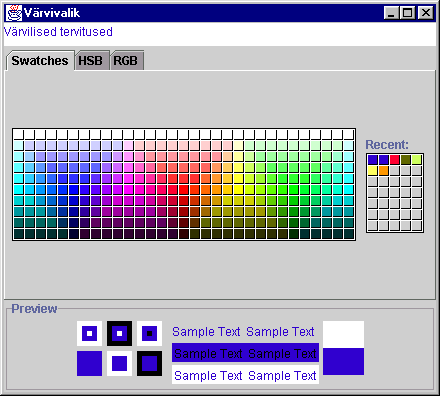 Värvivalik
Värvilised tervitused
Swatches HSB RGB
Recent:
Preview
Sample Text Sample Text
Sample Text Sample Text
Sample Text Sample Text